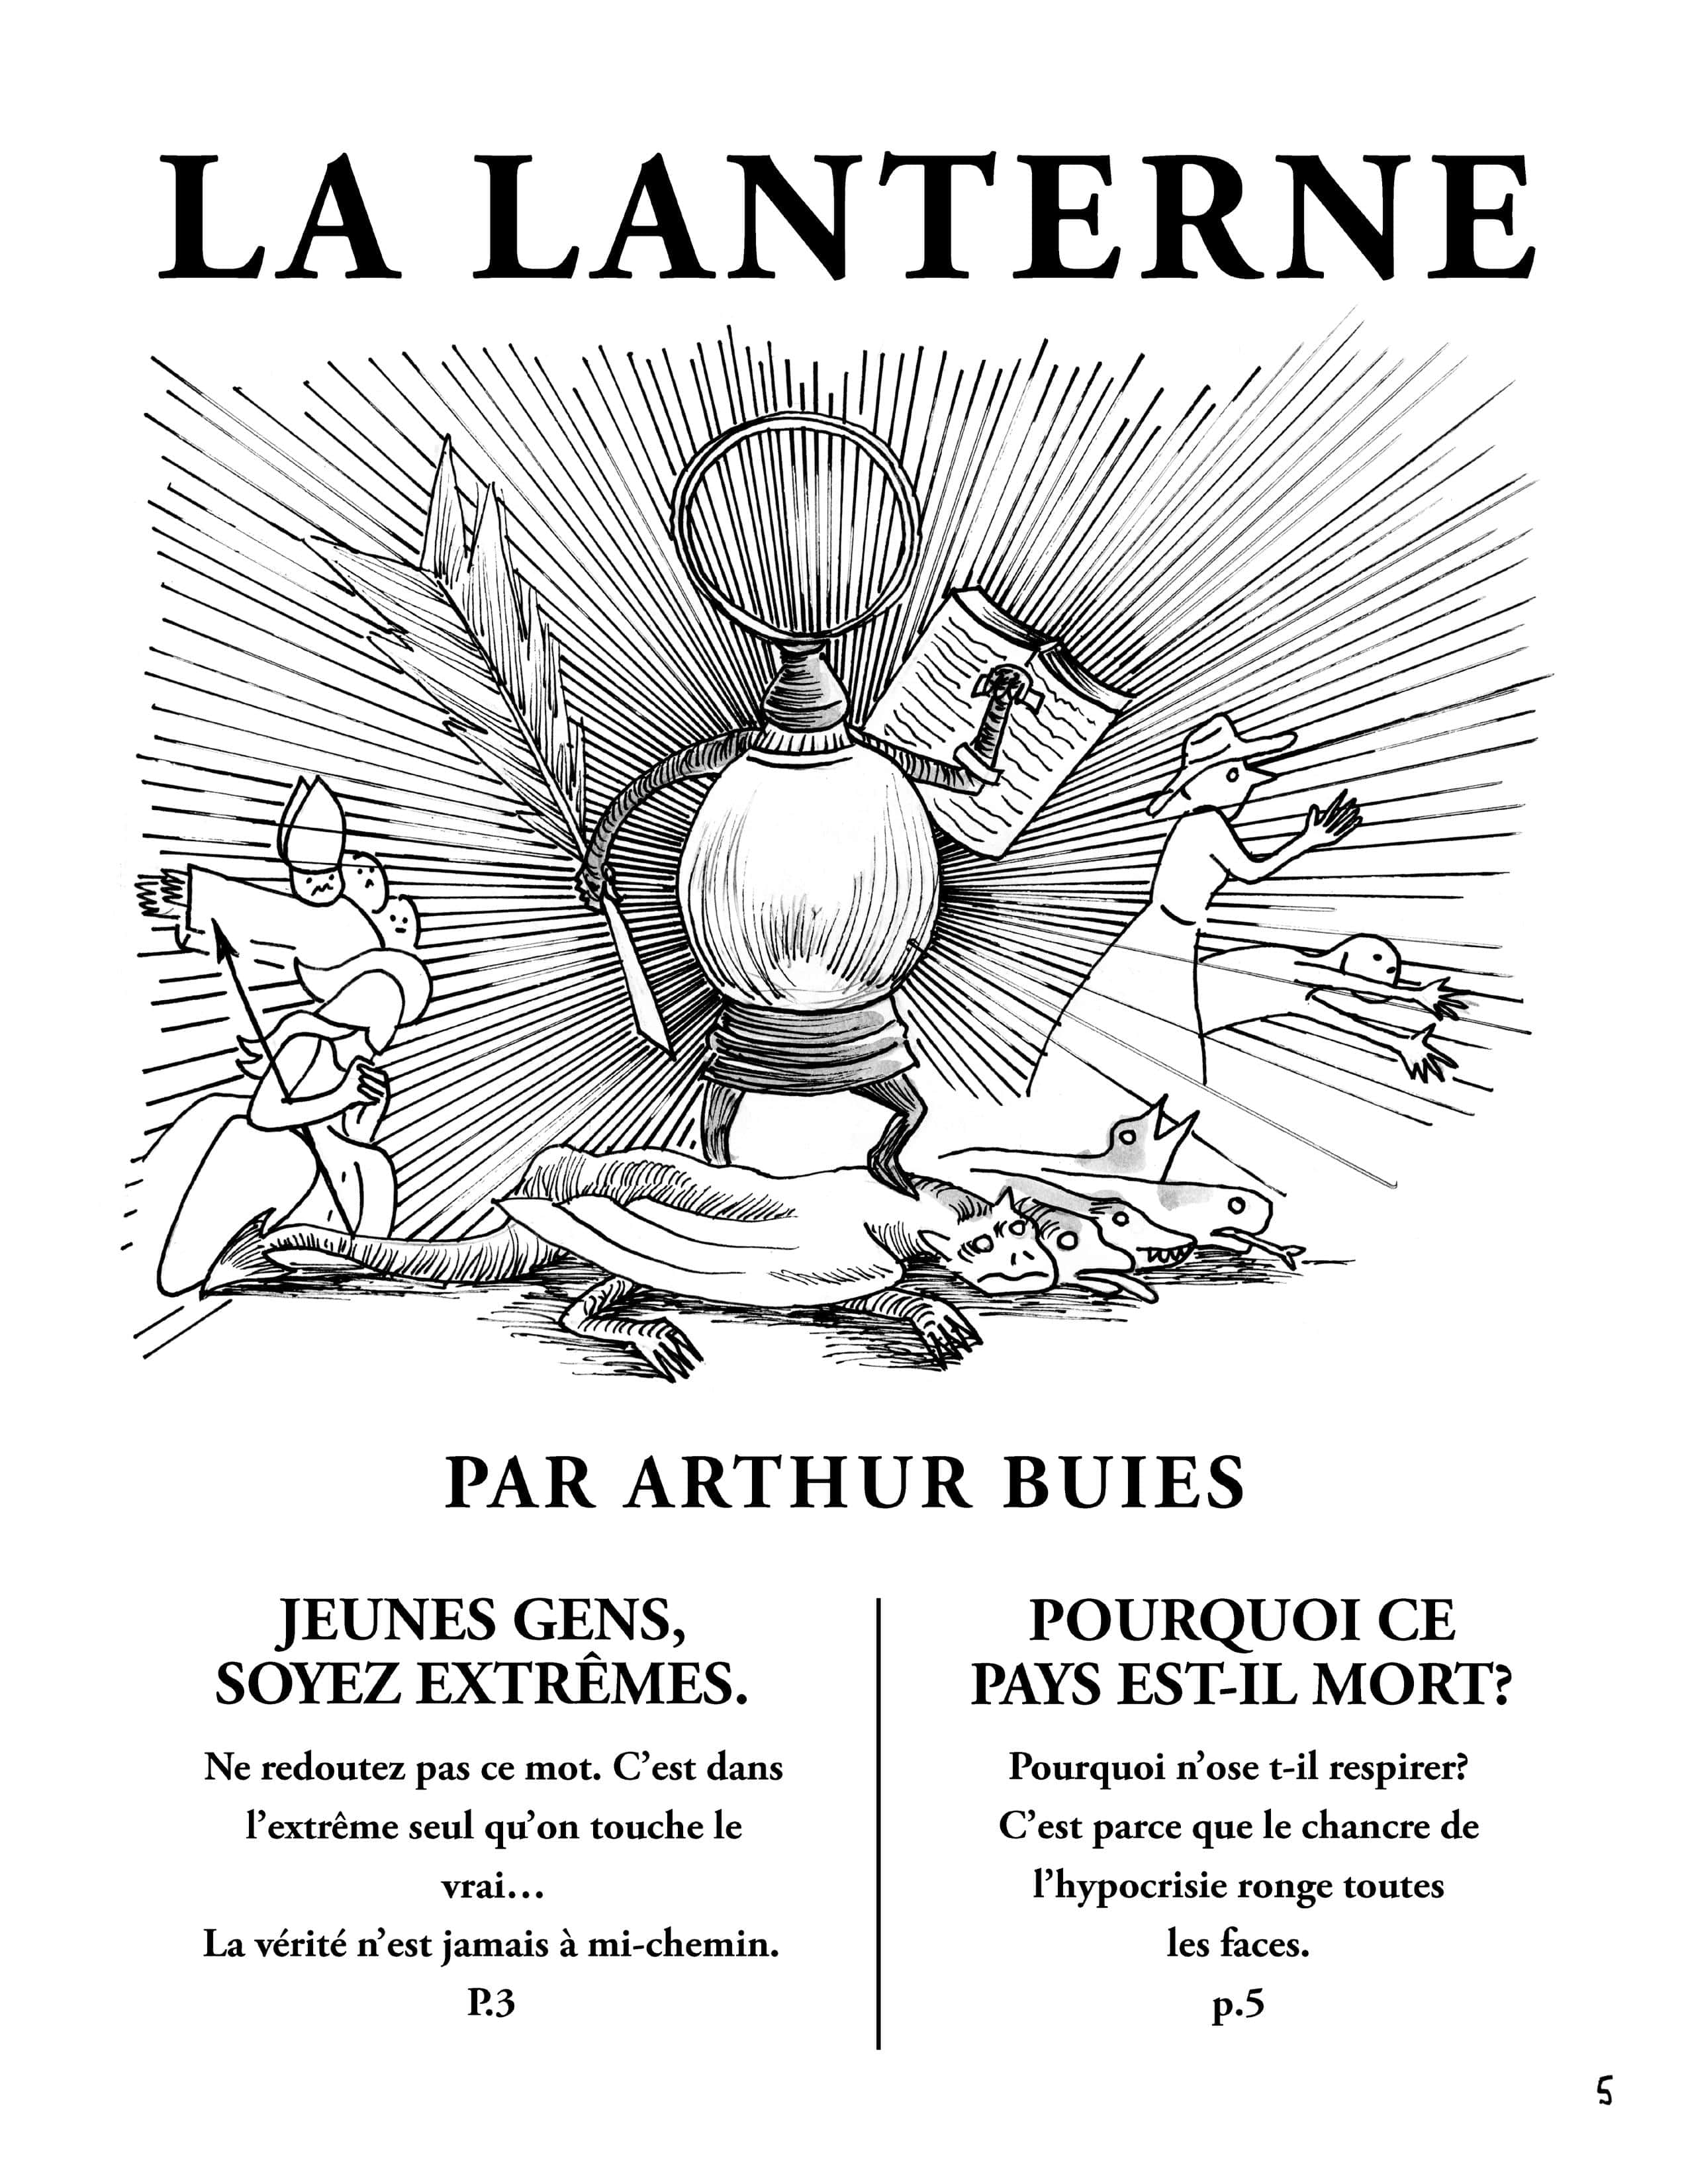 LA LANTERNE
PAR ARTHUR BUIES
JEUNES GENS,
SOYEZ EXTRÊMES.
Ne redoutez pas ce mot. C’est dans
l’extrême seul qu’on touche le
vrai…
La vérité n’est jamais à mi-chemin.
P.3
POURQUOI CE
PAYS EST-IL MORT?
Pourquoi n’ose t-il respirer?
C’est parce que le chancre de
l’hypocrisie ronge toutes
les faces.
p.5
5